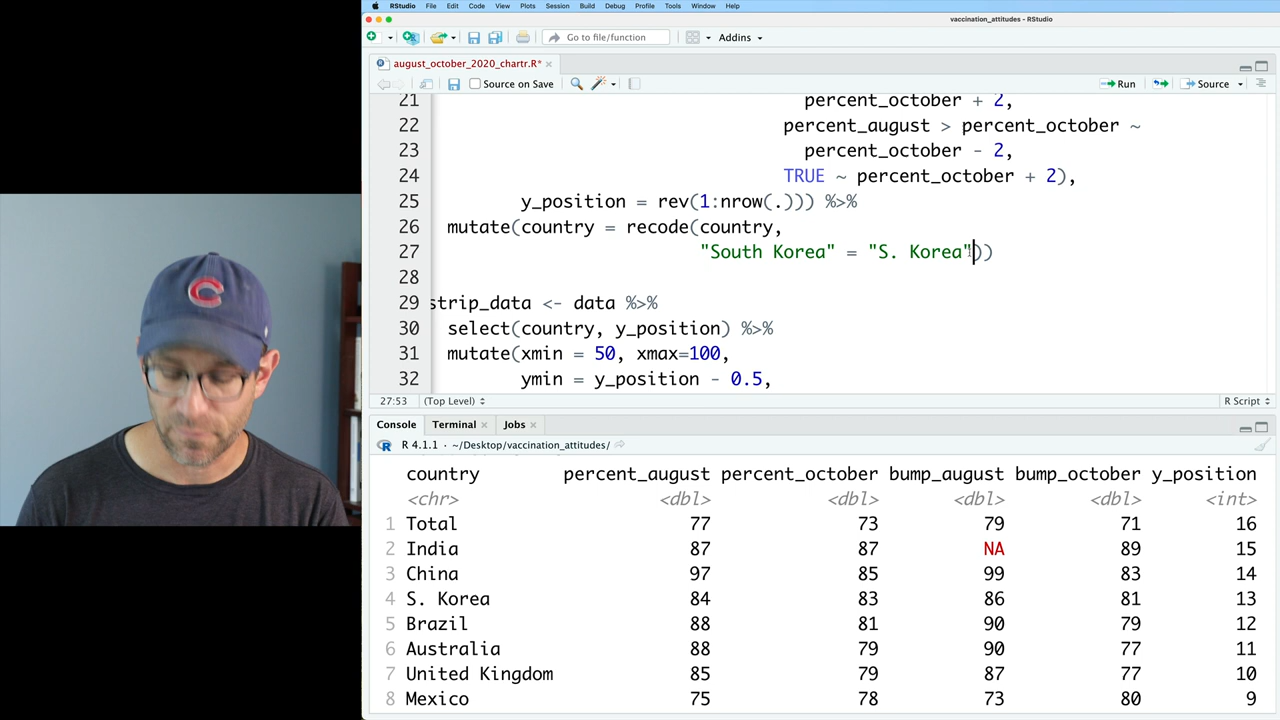 RStudio File Edit Code View Plots Session Build Debug Profile Tools Window Help
vaccination_attitudes - RStudio
Go to file/function Addins
august_october_2020_chartr.R*
Source on Save Run Source
21 percent_october + 2,
22 percent_august > percent_october ~
23 percent_october - 2,
24 TRUE ~ percent_october + 2),
25 y_position = rev(1:nrow(.))) %>%
26 mutate(country = recode(country,
27 "South Korea" = "S. Korea"))
28
29 strip_data <- data %>%
30 select(country, y_position) %>%
31 mutate(xmin = 50, xmax=100,
32 ymin = y_position - 0.5,
27:53 (Top Level) R Script
Console Terminal Jobs
R 4.1.1 · ~/Desktop/vaccination_attitudes/
country percent_august percent_october bump_august bump_october y_position
<chr> <dbl> <dbl> <dbl> <dbl> <int>
1 Total 77 73 79 71 16
2 India 87 87 NA 89 15
3 China 97 85 99 83 14
4 S. Korea 84 83 86 81 13
5 Brazil 88 81 90 79 12
6 Australia 88 79 90 77 11
7 United Kingdom 85 79 87 77 10
8 Mexico 75 78 73 80 9